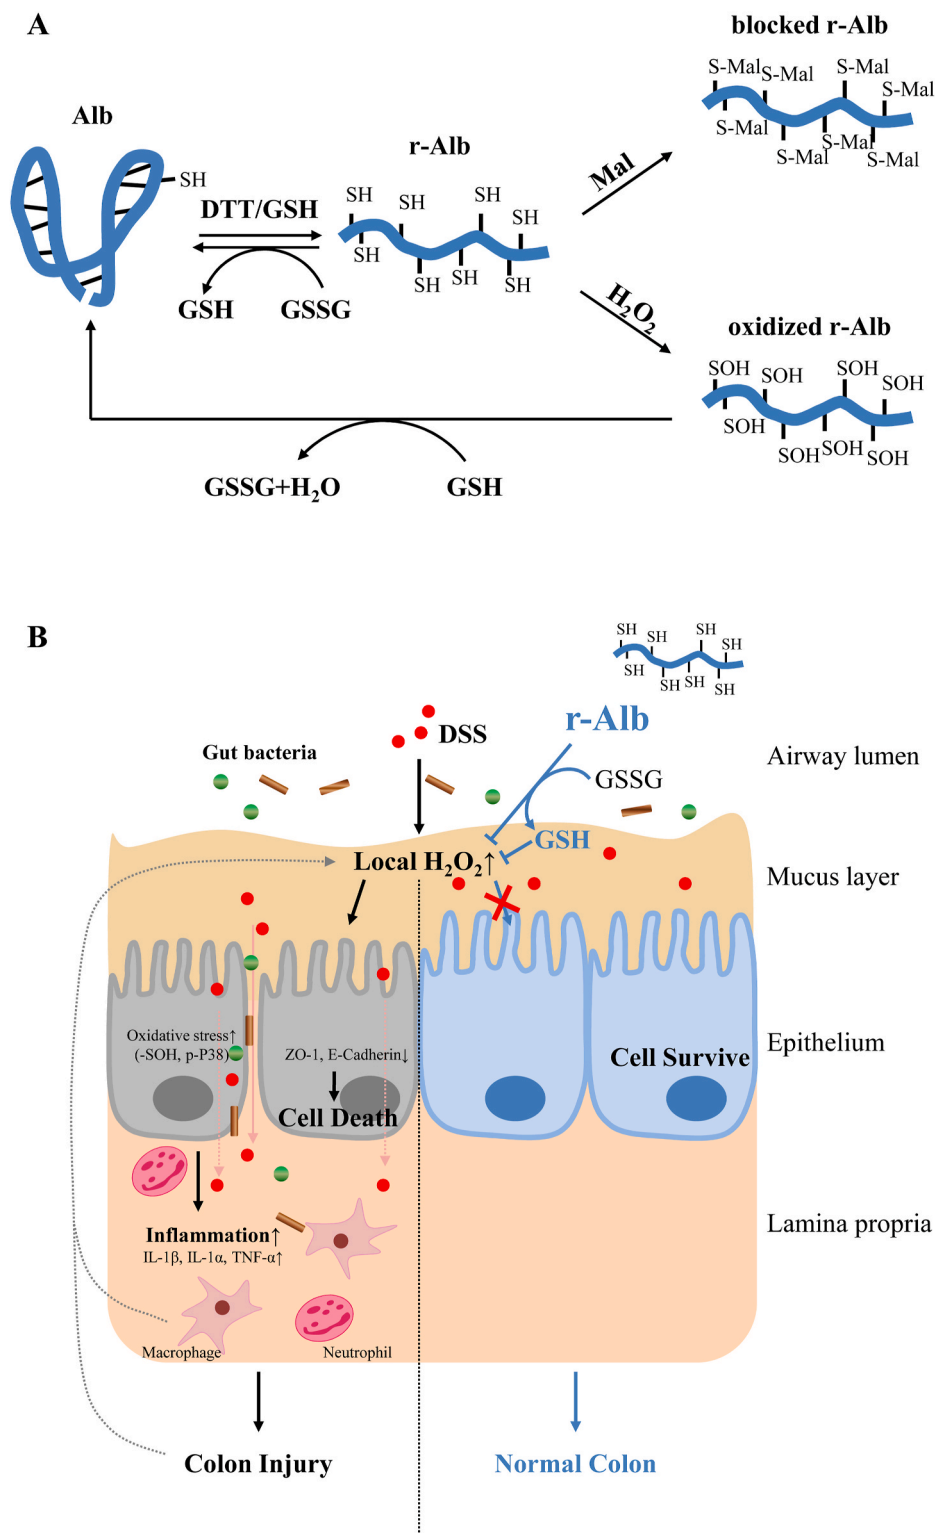 A
blocked r-Alb
S-Mal S-Mal S-Mal S-Mal
S-Mal S-Mal S-Mal S-Mal
Alb
SH
r-Alb
SH SH SH SH
SH SH SH SH
DTT/GSH
GSH GSSG
Mal
H₂O₂
oxidized r-Alb
SOH SOH SOH SOH
SOH SOH SOH SOH
GSSG+H₂O GSH
B
SH SH SH SH
SH SH SH SH
r-Alb
DSS
Gut bacteria
GSSG
Airway lumen
GSH
Local H₂O₂↑
Mucus layer
Oxidative stress↑
(-SOH, p-P38)
ZO-1, E-Cadherin↓
Cell Death
Cell Survive
Epithelium
Inflammation↑
IL-1β, IL-1α, TNF-α↑
Lamina propria
Macrophage
Neutrophil
Colon Injury
Normal Colon